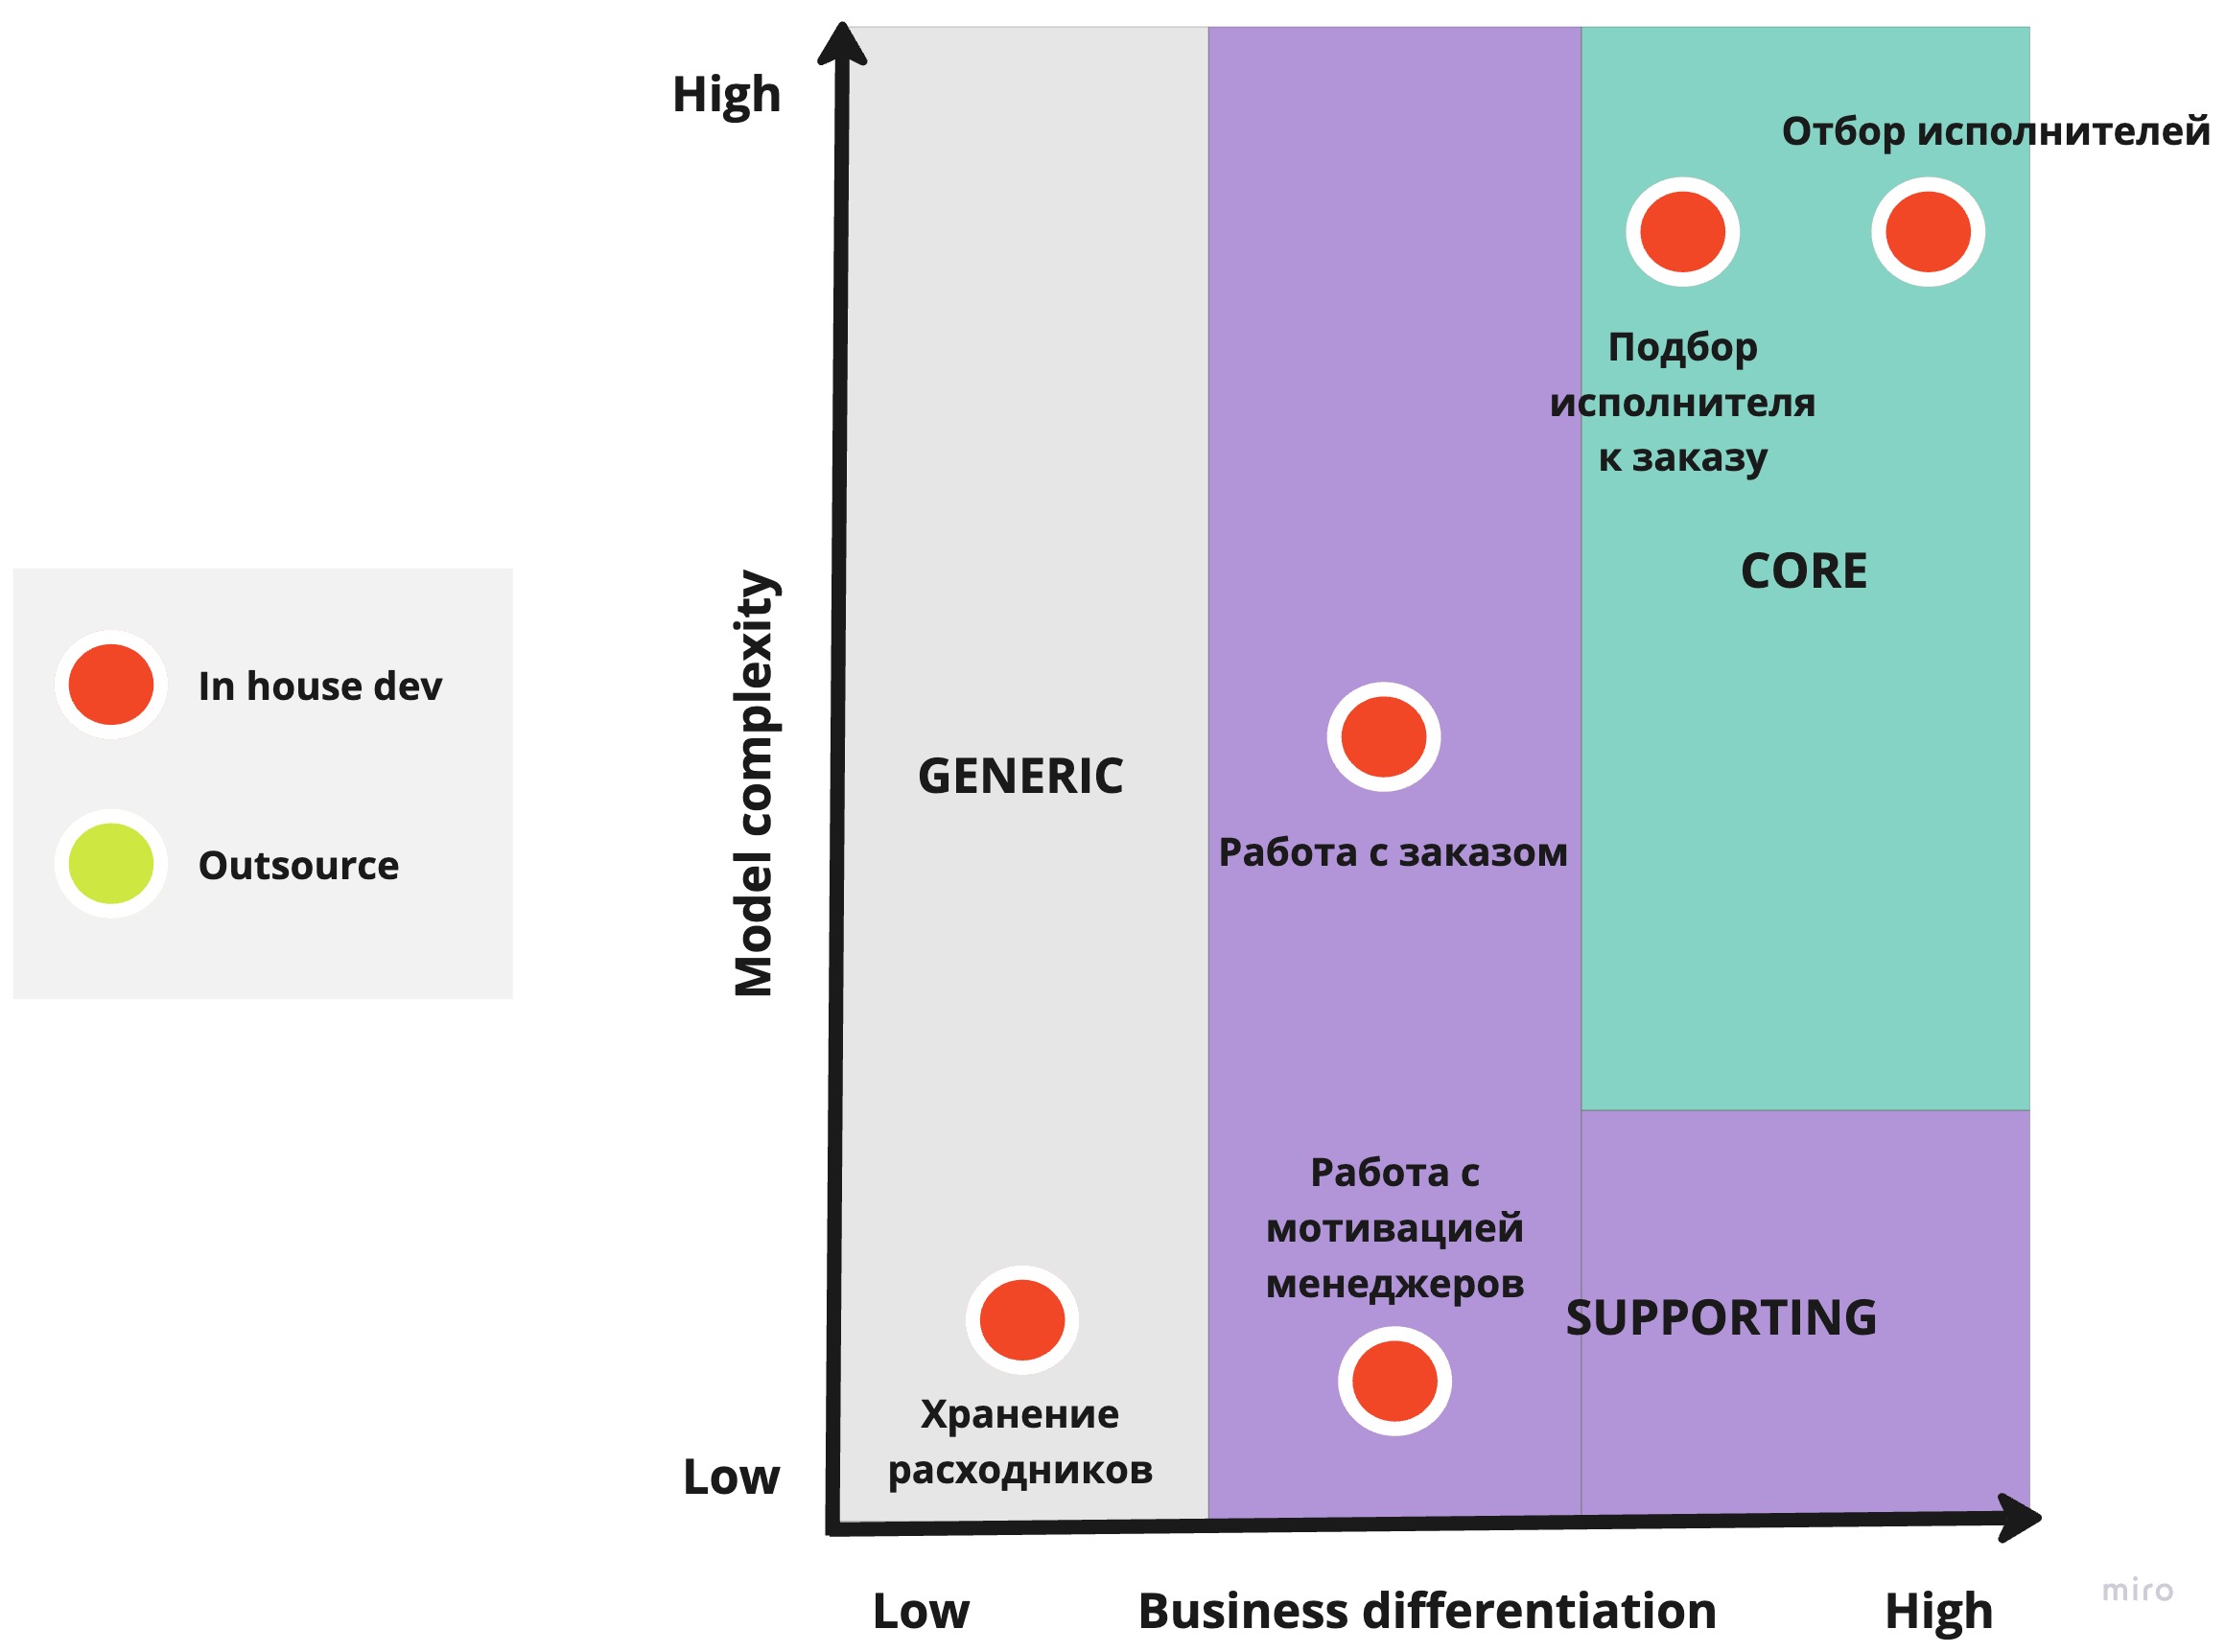 High
Отбор исполнителей
Подбор
исполнителя
к заказу
CORE
In house dev
Outsource
Model complexity
GENERIC
Работа с заказом
Работа с
мотивацией
менеджеров
SUPPORTING
Хранение
расходников
Low
Low
Business differentiation
High
miro